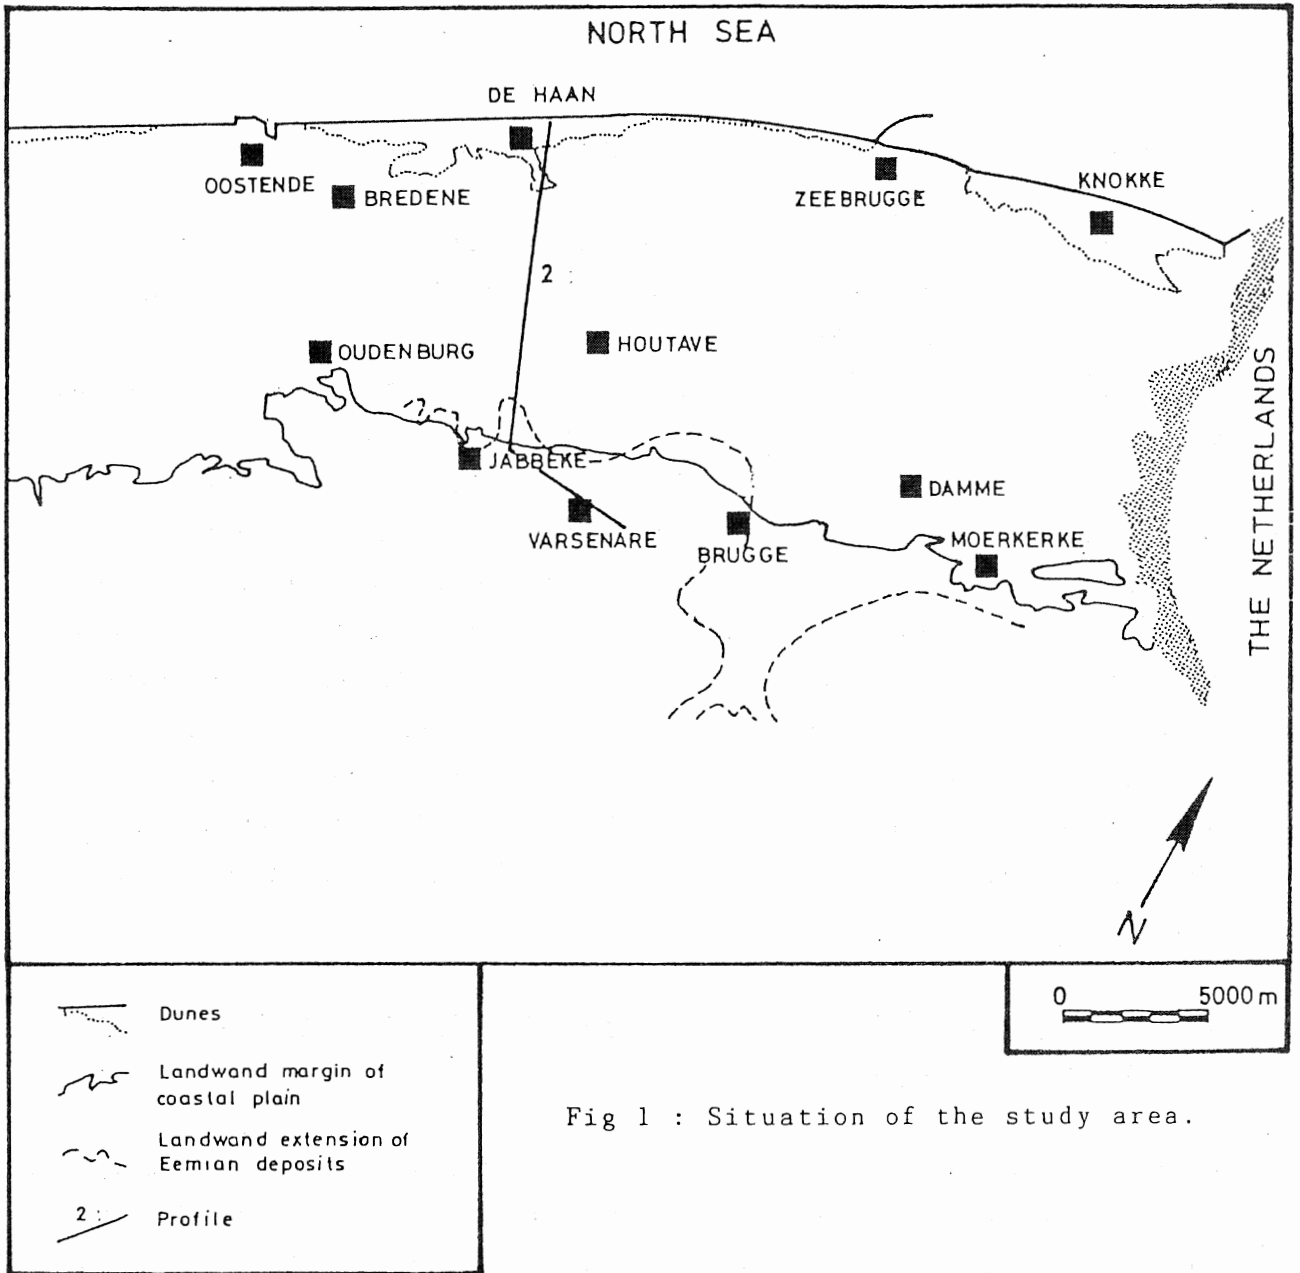 NORTH SEA
DE HAAN
OOSTENDE
BREDENE
ZEEBRUGGE
KNOKKE
2 :
OUDENBURG
HOUTAVE
THE NETHERLANDS
JABBEKE
DAMME
VARSENARE
BRUGGE
MOERKERKE
N
0 5000 m
Dunes
Landwand margin of
coastal plain
Landwand extension of
Eemian deposits
2 :
Profile
Fig 1 : Situation of the study area.